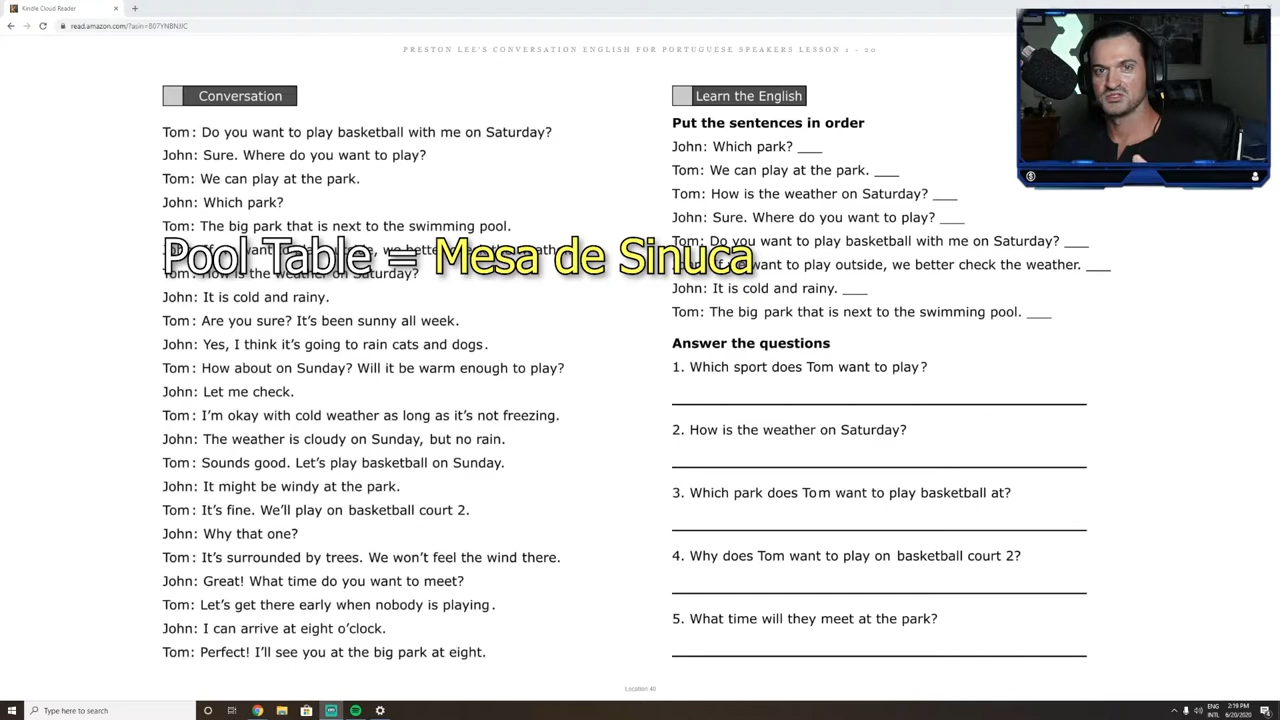 Kindle Cloud Reader
read.amazon.com/?asin=B07YNBNJJC
PRESTON LEE'S CONVERSATION ENGLISH FOR PORTUGUESE SPEAKERS LESSON 1 - 20
Conversation
Tom: Do you want to play basketball with me on Saturday?
John: Sure. Where do you want to play?
Tom: We can play at the park.
John: Which park?
Tom: The big park that is next to the swimming pool.
Pool Table = Mesa de Sinuca
Tom: How is the weather on Saturday?
John: It is cold and rainy.
Tom: Are you sure? It's been sunny all week.
John: Yes, I think it's going to rain cats and dogs.
Tom: How about on Sunday? Will it be warm enough to play?
John: Let me check.
Tom: I'm okay with cold weather as long as it's not freezing.
John: The weather is cloudy on Sunday, but no rain.
Tom: Sounds good. Let's play basketball on Sunday.
John: It might be windy at the park.
Tom: It's fine. We'll play on basketball court 2.
John: Why that one?
Tom: It's surrounded by trees. We won't feel the wind there.
John: Great! What time do you want to meet?
Tom: Let's get there early when nobody is playing.
John: I can arrive at eight o'clock.
Tom: Perfect! I'll see you at the big park at eight.
Learn the English
Put the sentences in order
John: Which park? ___
Tom: We can play at the park. ___
Tom: How is the weather on Saturday? ___
John: Sure. Where do you want to play? ___
Tom: Do you want to play basketball with me on Saturday? ___
want to play outside, we better check the weather. ___
John: It is cold and rainy. ___
Tom: The big park that is next to the swimming pool. ___
Answer the questions
1. Which sport does Tom want to play?
2. How is the weather on Saturday?
3. Which park does Tom want to play basketball at?
4. Why does Tom want to play on basketball court 2?
5. What time will they meet at the park?
Location 40
Type here to search
ENG
INTL
2:19 PM
6/20/2020